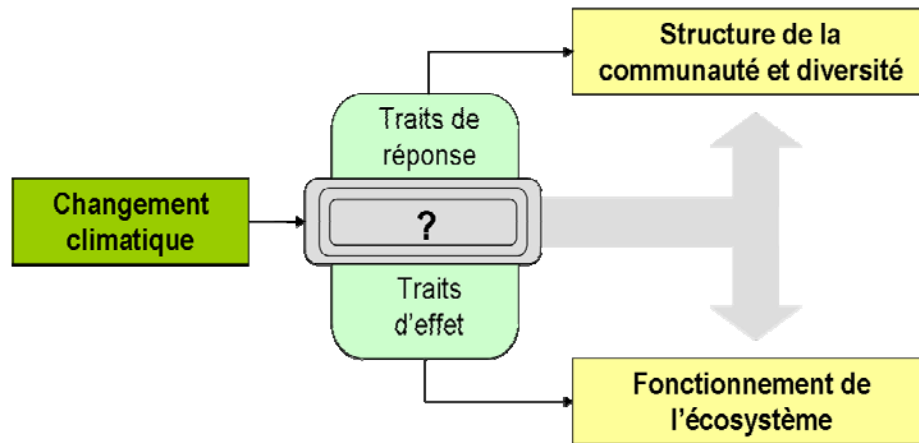 Structure de la
communauté et diversité
Traits de
réponse
Changement
climatique
?
Traits
d'effet
Fonctionnement de
l'écosystème